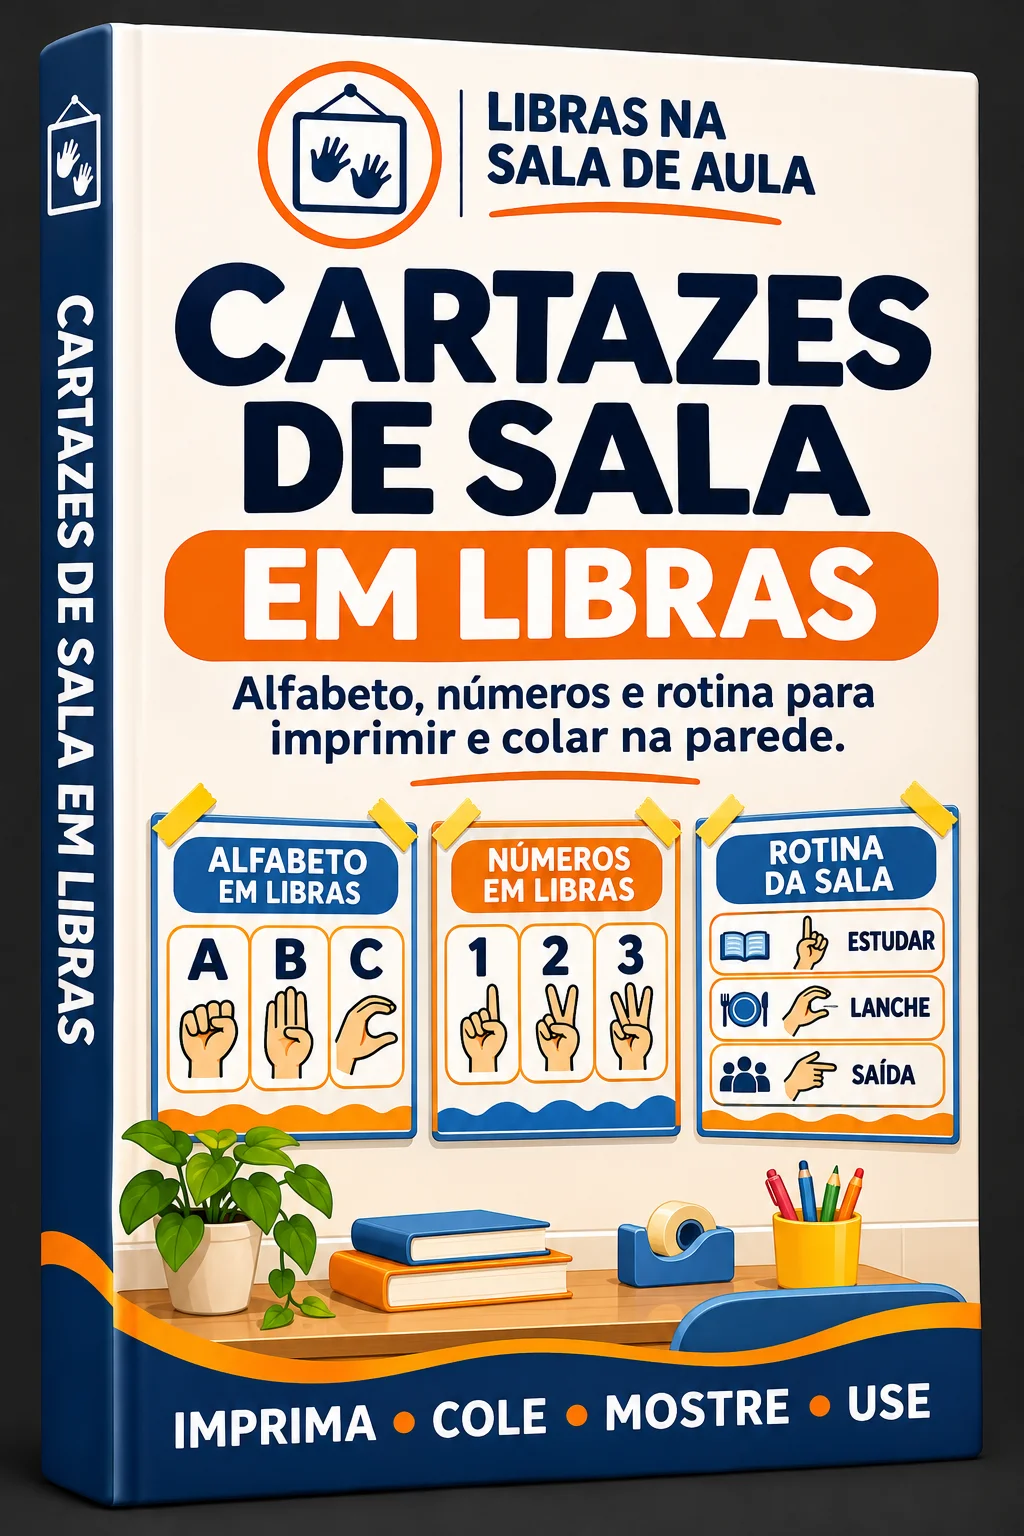 LIBRAS NA
SALA DE AULA
CARTAZES
DE SALA
EM LIBRAS
Alfabeto, números e rotina para
imprimir e colar na parede.
ALFABETO
EM LIBRAS
A B C
NÚMEROS
EM LIBRAS
1 2 3
ROTINA
DA SALA
ESTUDAR
LANCHE
SAÍDA
IMPRIMA • COLE • MOSTRE • USE
CARTAZES DE SALA EM LIBRAS